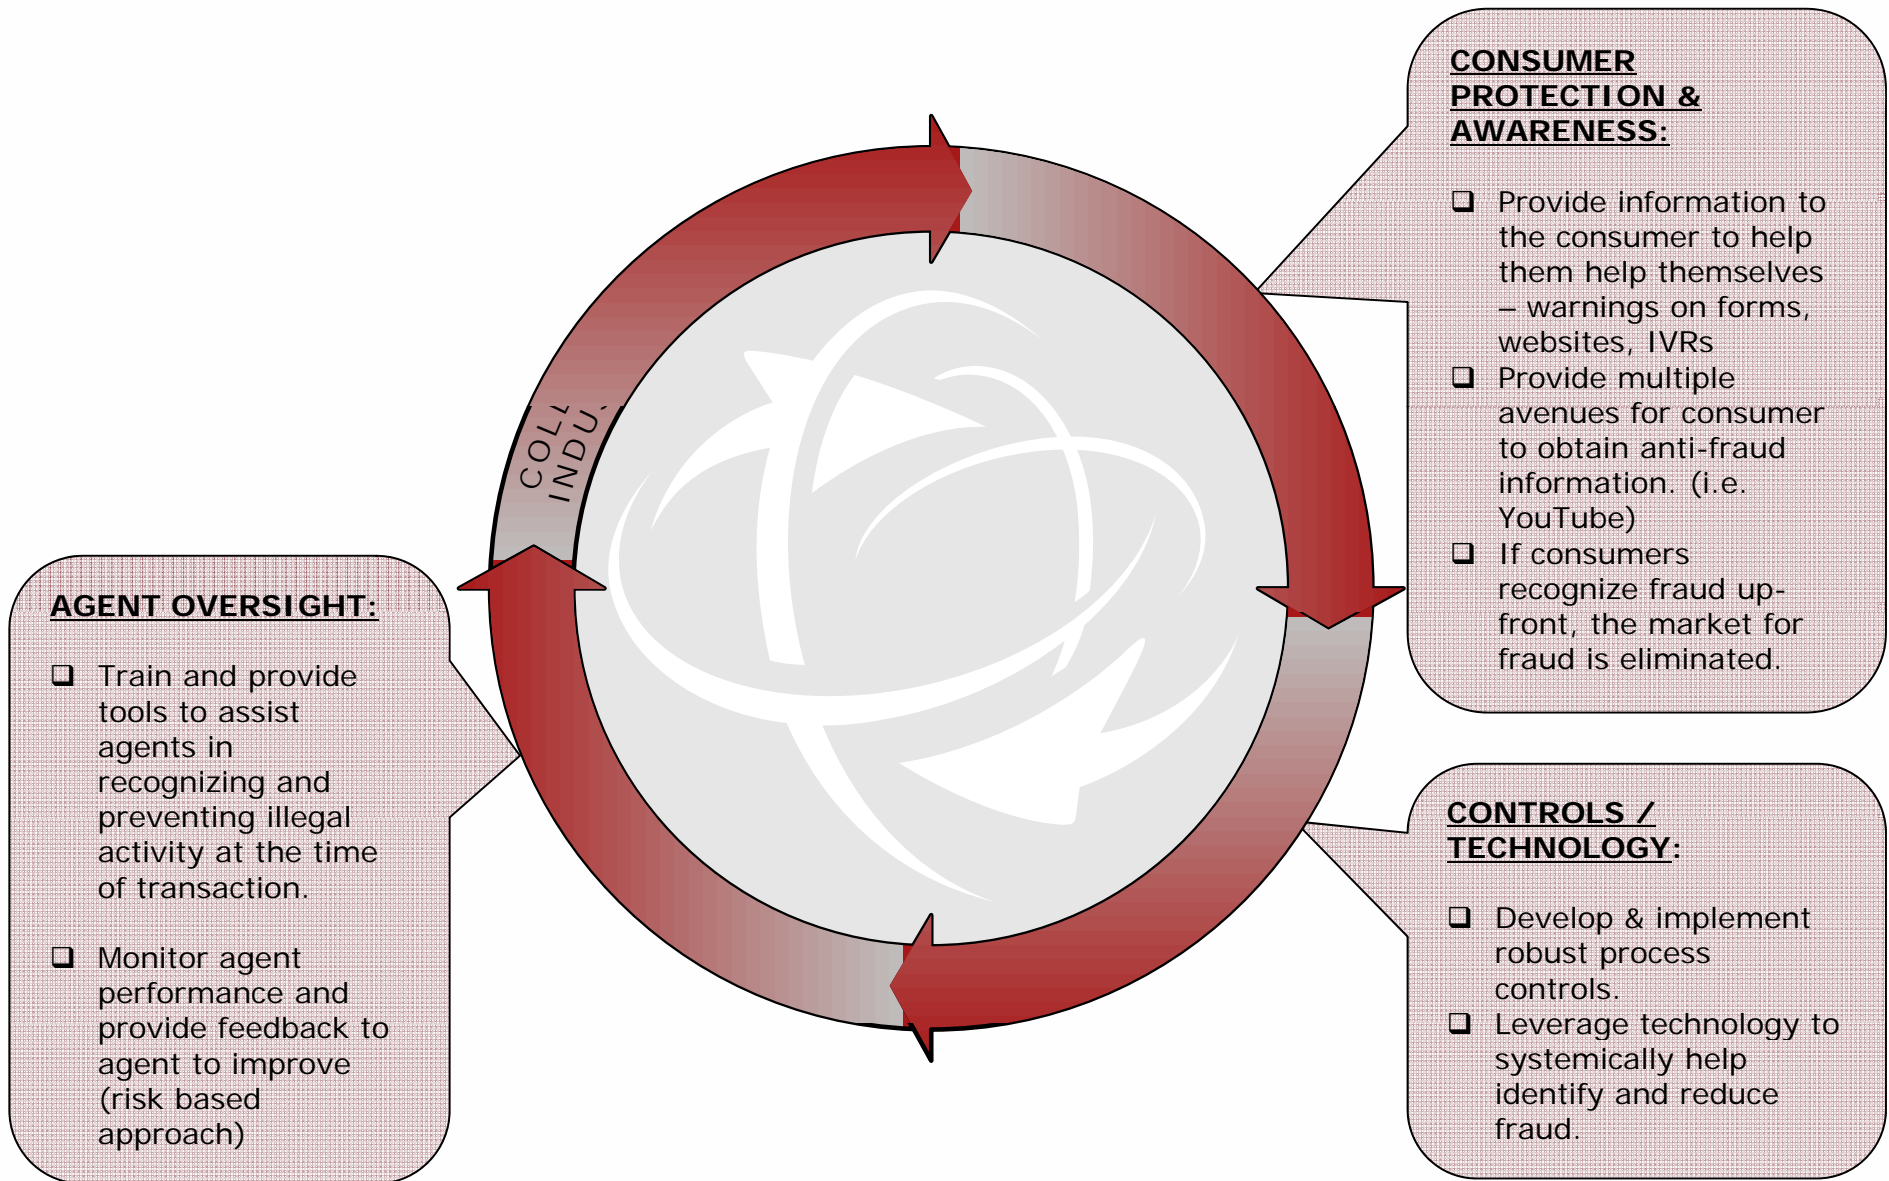 CONSUMER
PROTECTION &
AWARENESS:
❑ Provide information to
the consumer to help
them help themselves
– warnings on forms,
websites, IVRs
❑ Provide multiple
avenues for consumer
to obtain anti-fraud
information. (i.e.
YouTube)
❑ If consumers
recognize fraud up-
front, the market for
fraud is eliminated.
AGENT OVERSIGHT:
❑ Train and provide
tools to assist
agents in
recognizing and
preventing illegal
activity at the time
of transaction.
❑ Monitor agent
performance and
provide feedback to
agent to improve
(risk based
approach)
CONTROLS /
TECHNOLOGY:
❑ Develop & implement
robust process
controls.
❑ Leverage technology to
systemically help
identify and reduce
fraud.